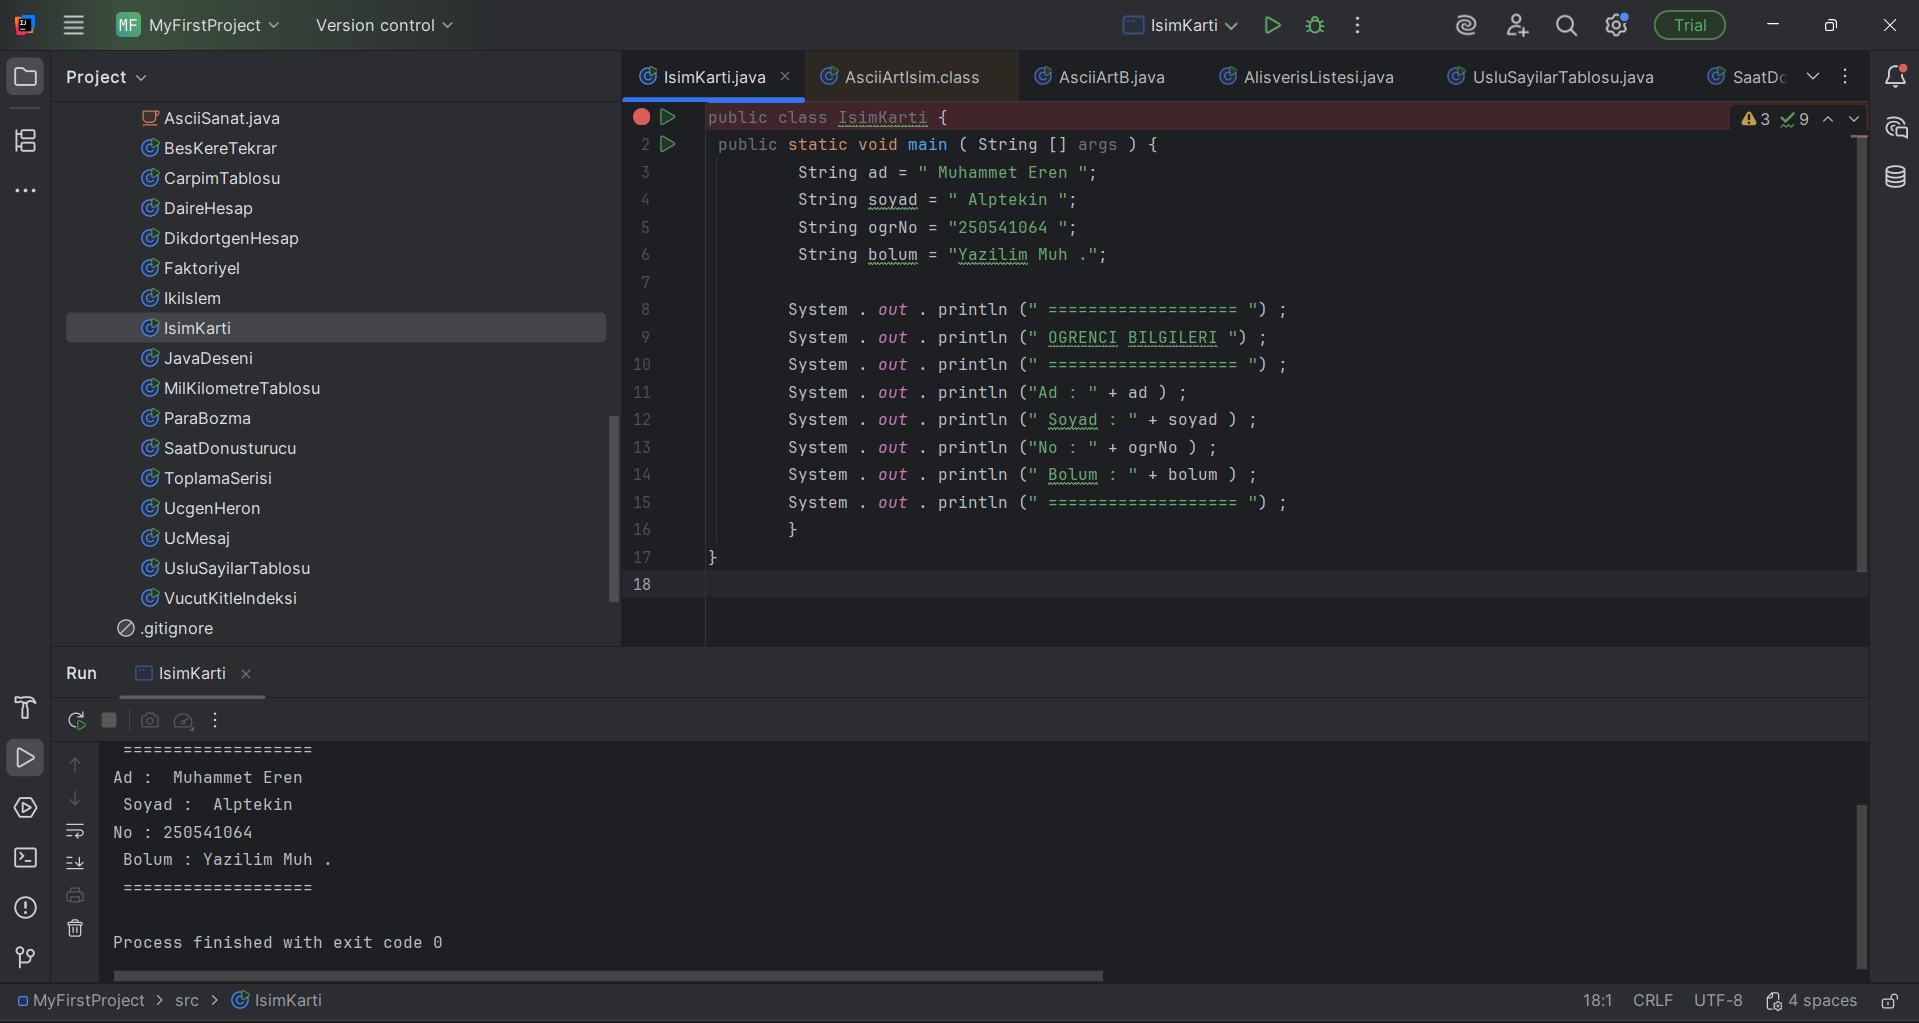 MF MyFirstProject Version control IsimKarti Trial
Project
IsimKarti.java AsciiArtIsim.class AsciiArtB.java AlisverisListesi.java UsluSayilarTablosu.java SaatDo
AsciiSanat.java
BesKereTekrar
CarpimTablosu
DaireHesap
DikdortgenHesap
Faktoriyel
IkiIslem
IsimKarti
JavaDeseni
MilKilometreTablosu
ParaBozma
SaatDonusturucu
ToplamaSerisi
UcgenHeron
UcMesaj
UsluSayilarTablosu
VucutKitleIndeksi
.gitignore
public class IsimKarti {
3 9
2 public static void main ( String [] args ) {
3 String ad = " Muhammet Eren ";
4 String soyad = " Alptekin ";
5 String ogrNo = "250541064 ";
6 String bolum = "Yazilim Muh .";
7
8 System . out . println (" =================== ") ;
9 System . out . println (" OGRENCI BILGILERI ") ;
10 System . out . println (" =================== ") ;
11 System . out . println ("Ad : " + ad ) ;
12 System . out . println (" Soyad : " + soyad ) ;
13 System . out . println ("No : " + ogrNo ) ;
14 System . out . println (" Bolum : " + bolum ) ;
15 System . out . println (" =================== ") ;
16 }
17 }
18
Run IsimKarti
===================
Ad :  Muhammet Eren
Soyad :  Alptekin
No : 250541064
Bolum : Yazilim Muh .
===================
Process finished with exit code 0
MyFirstProject > src > IsimKarti 18:1 CRLF UTF-8 4 spaces